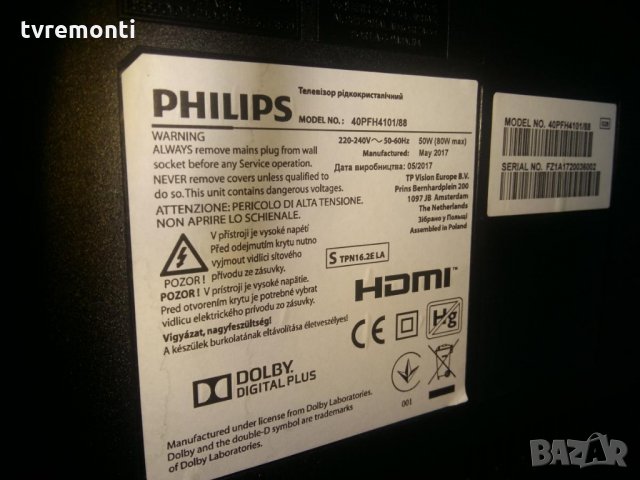 tvremonti
PHILIPS
Телевізор рідкокристалічний
MODEL NO.: 40PFH4101/88
WARNING
ALWAYS remove mains plug from wall
socket before any Service operation.
NEVER remove covers unless qualified to
do so. This unit contains dangerous voltages.
ATTENZIONE: PERICOLO DI ALTA TENSIONE.
NON APRIRE LO SCHIENALE.
220-240V~ 50-60Hz 50W (80W max)
Manufactured: May 2017
Дата виробництва: 05/2017
TP Vision Europe B.V.
Prins Bernhardplein 200
1097 JB Amsterdam
The Netherlands
Зібрано у Польщі
Assembled in Poland
V přístroji je vysoké napětí
Před odejmutím krytu nutno
vyjmout vidlici síťového
přívodu ze zásuvky.
POZOR !
POZOR ! V prístroji je vysoké napätie.
Pred otvorením krytu je potrebné vybrať
vidlicu elektrického prívodu zo zásuvky.
Vigyázat, nagyfeszültség!
A készülék burkolatának eltávolítása életveszélyes!
S TPN16.2E LA
HDMI™
CE
Hg
DOLBY
DIGITAL PLUS
001
Manufactured under license from Dolby Laboratories.
Dolby and the double-D symbol are trademarks
of Dolby Laboratories.
MODEL NO. 40PFH4101/88
SERIAL NO. FZ1A1720036002
BAZAR